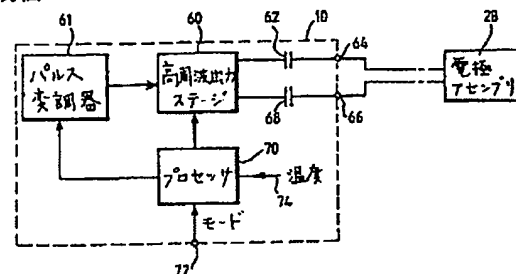 61
パルス
変調器
60
高周波出力
ステージ
62
10
64
68
66
28
電極
アセンブリ
70
プロセッサ
74
温度
モード
72